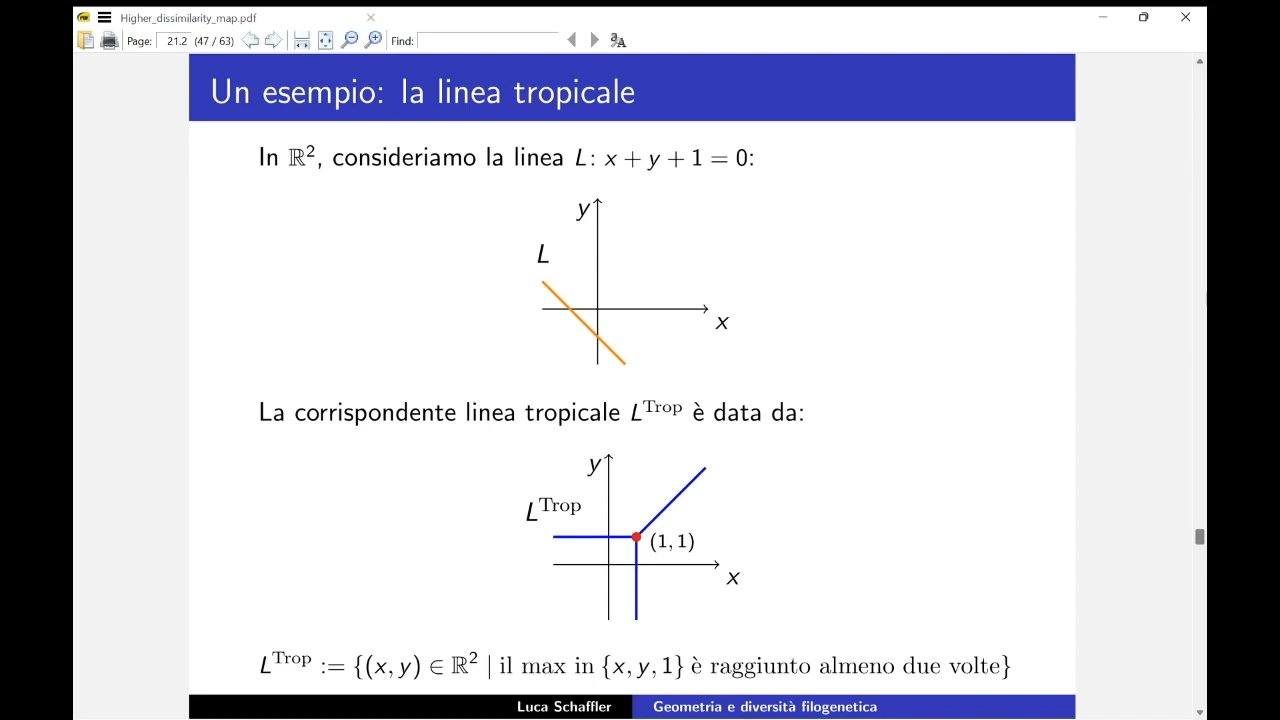 Higher_dissimilarity_map.pdf
Page: 21.2 (47 / 63) Find:
Un esempio: la linea tropicale
In ℝ², consideriamo la linea L: x + y + 1 = 0:
y
L
x
La corrispondente linea tropicale L^Trop è data da:
y
L^Trop
(1, 1)
x
L^Trop := {(x, y) ∈ ℝ² | il max in {x, y, 1} è raggiunto almeno due volte}
Luca Schaffler Geometria e diversità filogenetica